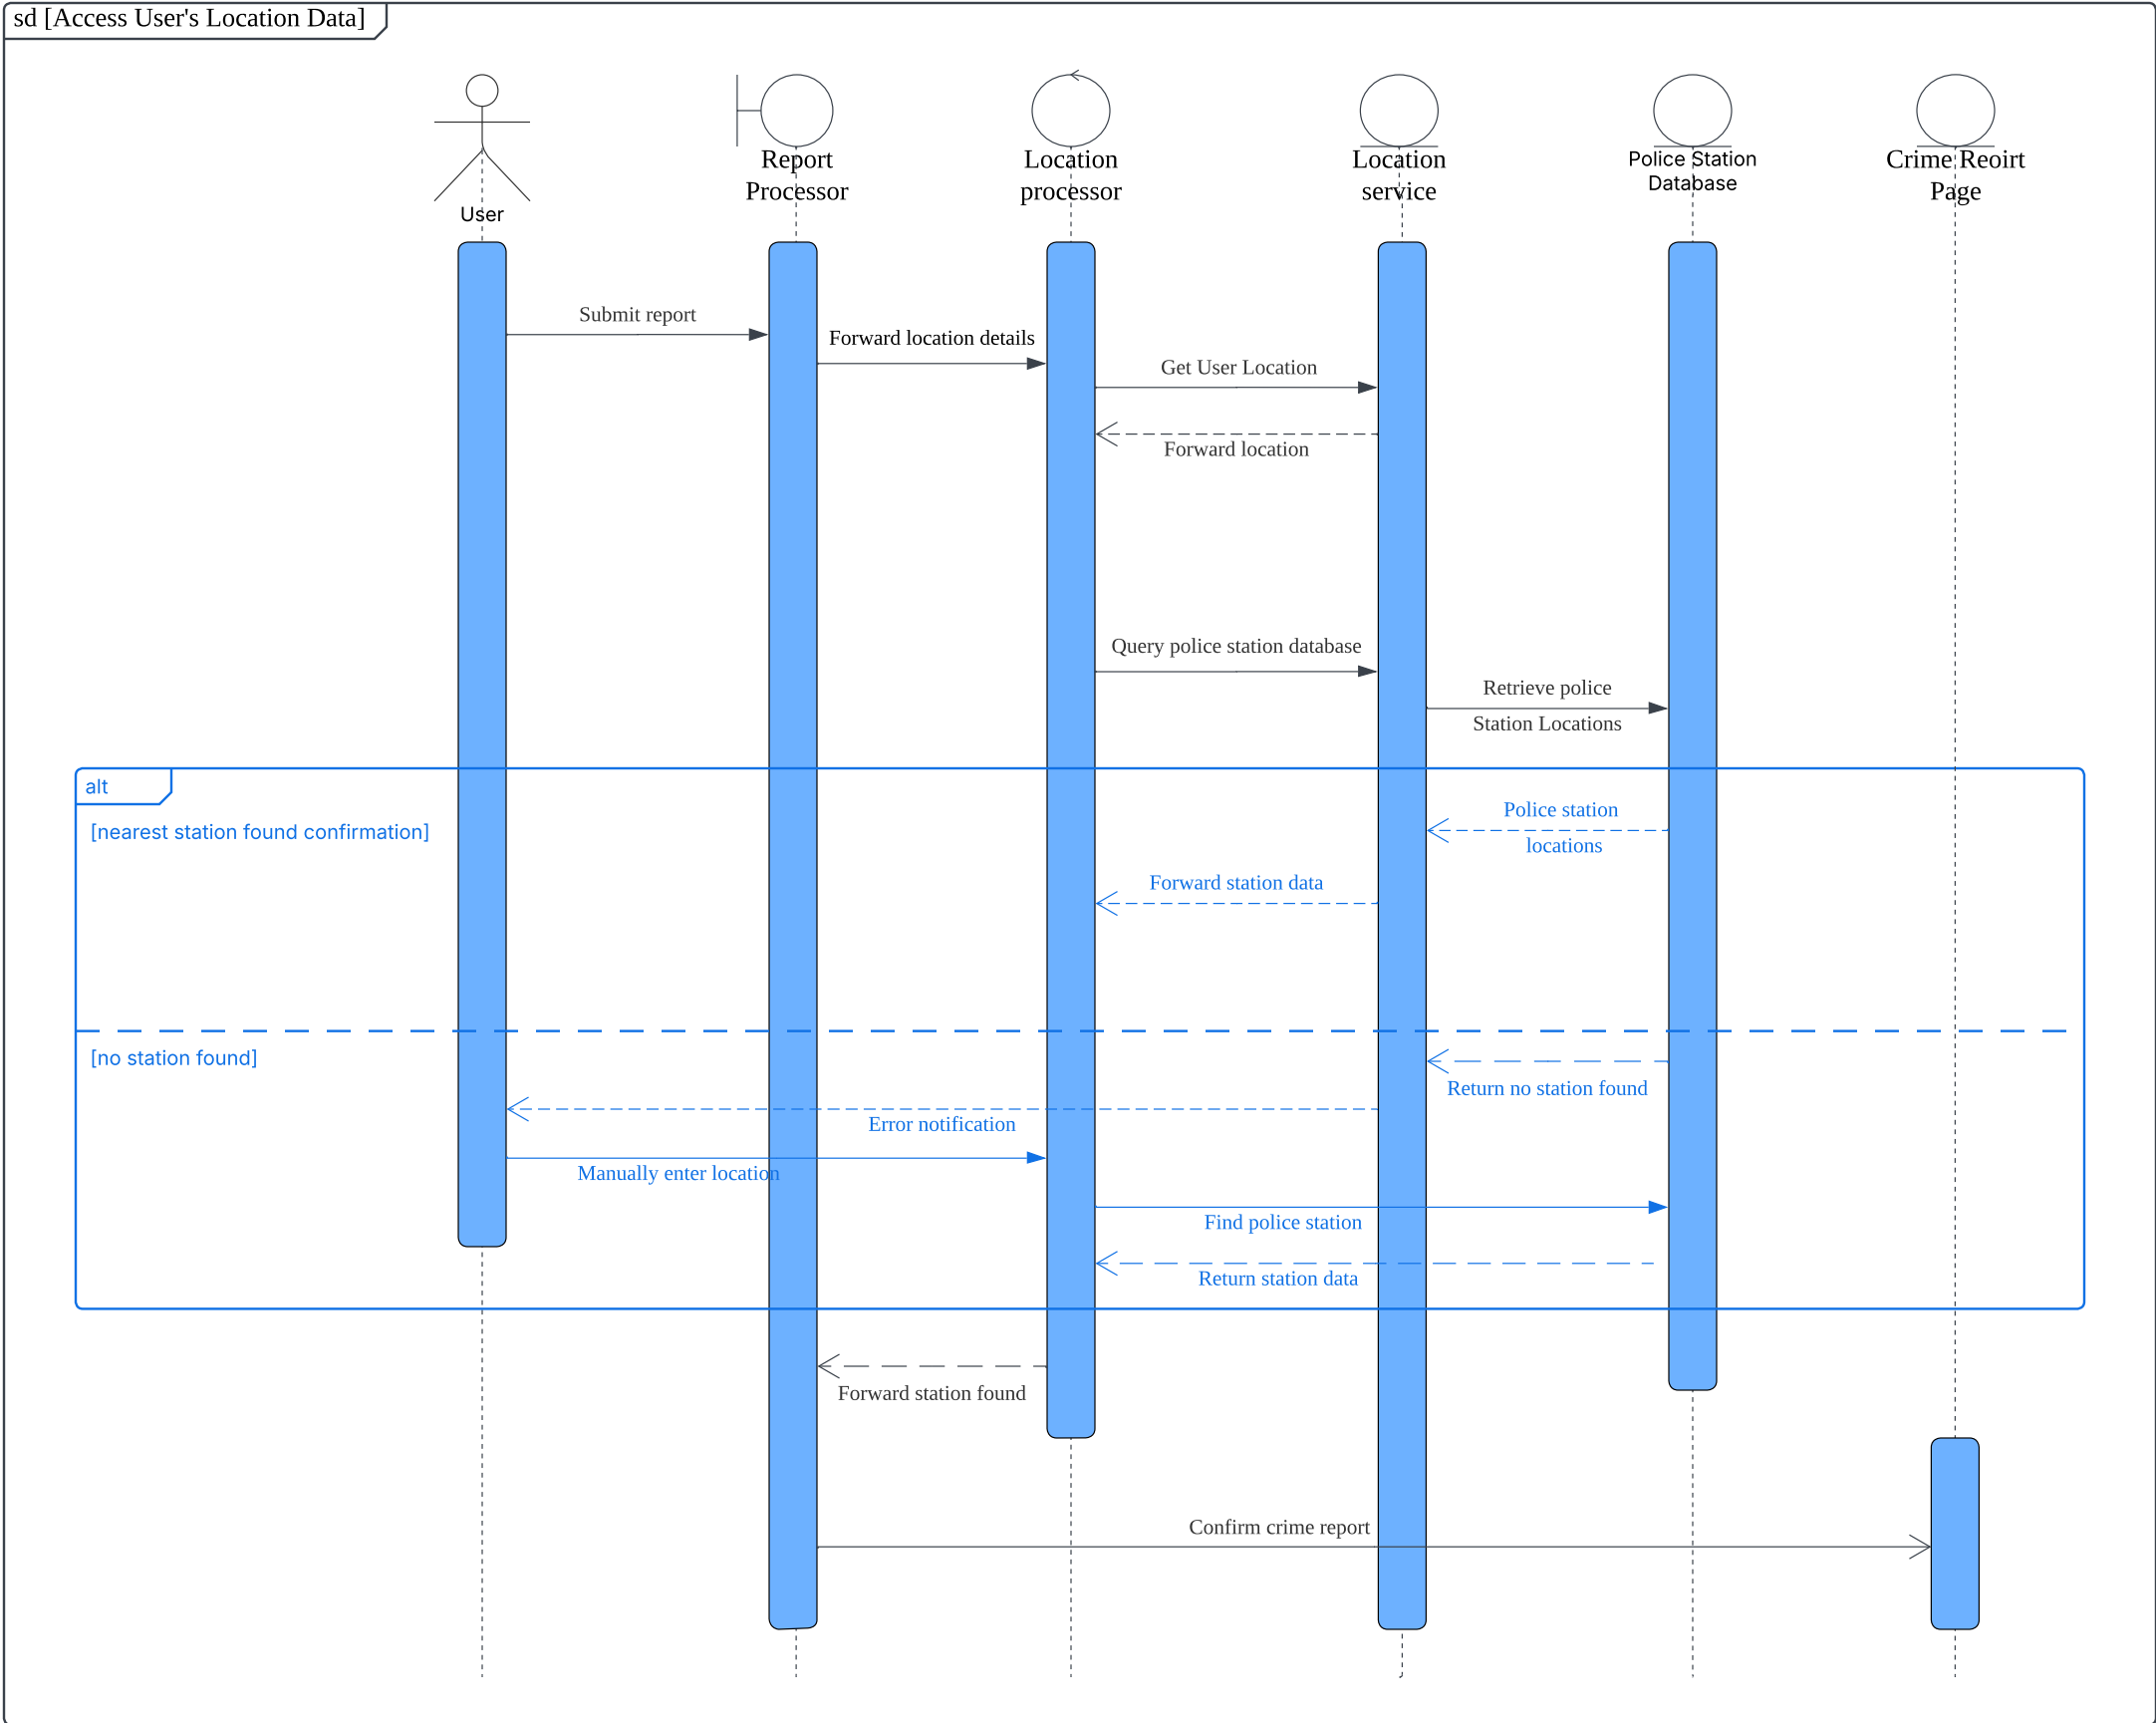 sd [Access User's Location Data]
User
Report
Processor
Location
processor
Location
service
Police Station
Database
Crime Reoirt
Page
Submit report
Forward location details
Get User Location
Forward location
Query police station database
Retrieve police
Station Locations
alt
[nearest station found confirmation]
Police station
locations
Forward station data
[no station found]
Return no station found
Error notification
Manually enter location
Find police station
Return station data
Forward station found
Confirm crime report